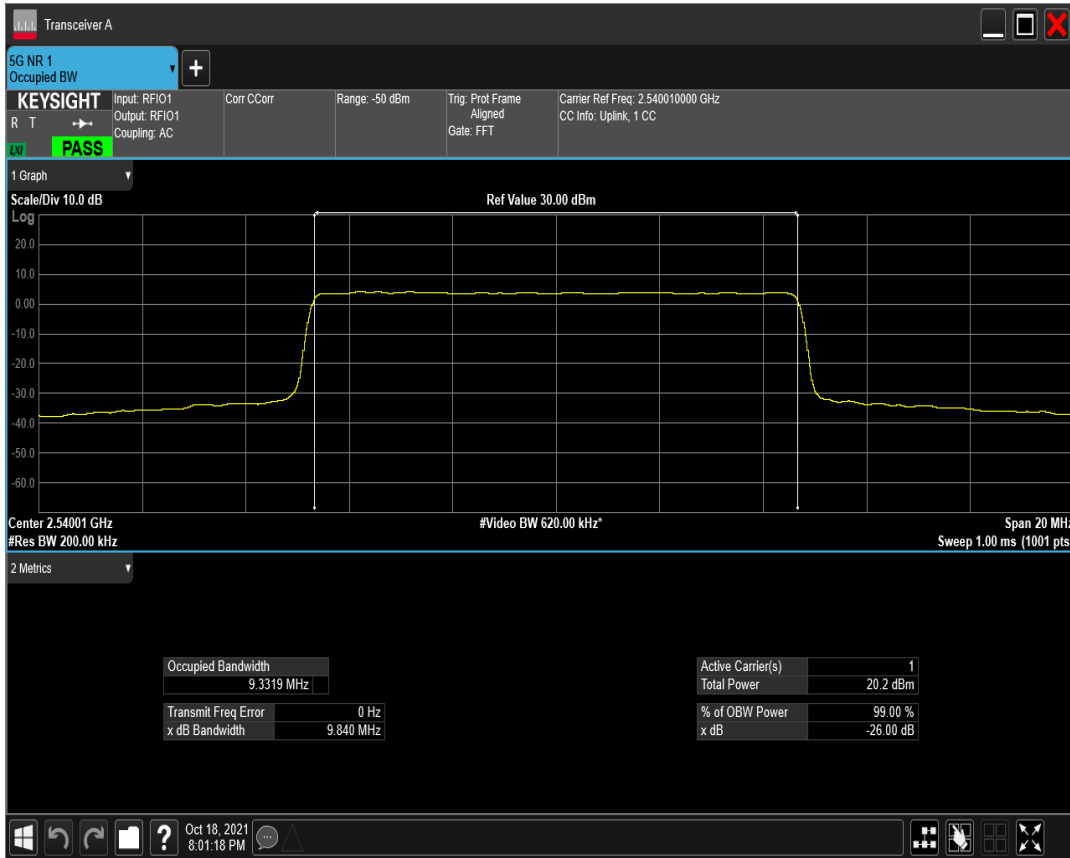 Transceiver A
5G NR 1
Occupied BW
KEYSIGHT
R T
LXI
PASS
Input: RFIO1
Output: RFIO1
Coupling: AC
Corr CCorr
Range: -50 dBm
Trig: Prot Frame
Aligned
Gate: FFT
Carrier Ref Freq: 2.540010000 GHz
CC Info: Uplink, 1 CC
1 Graph
Scale/Div 10.0 dB
Ref Value 30.00 dBm
Log
20.0
10.0
0.00
-10.0
-20.0
-30.0
-40.0
-50.0
-60.0
Center 2.54001 GHz
#Video BW 620.00 kHz*
Span 20 MHz
#Res BW 200.00 kHz
Sweep 1.00 ms (1001 pts
2 Metrics
Occupied Bandwidth
9.3319 MHz
Transmit Freq Error 0 Hz
x dB Bandwidth 9.840 MHz
Active Carrier(s) 1
Total Power 20.2 dBm
% of OBW Power 99.00 %
x dB -26.00 dB
?
Oct 18, 2021
8:01:18 PM